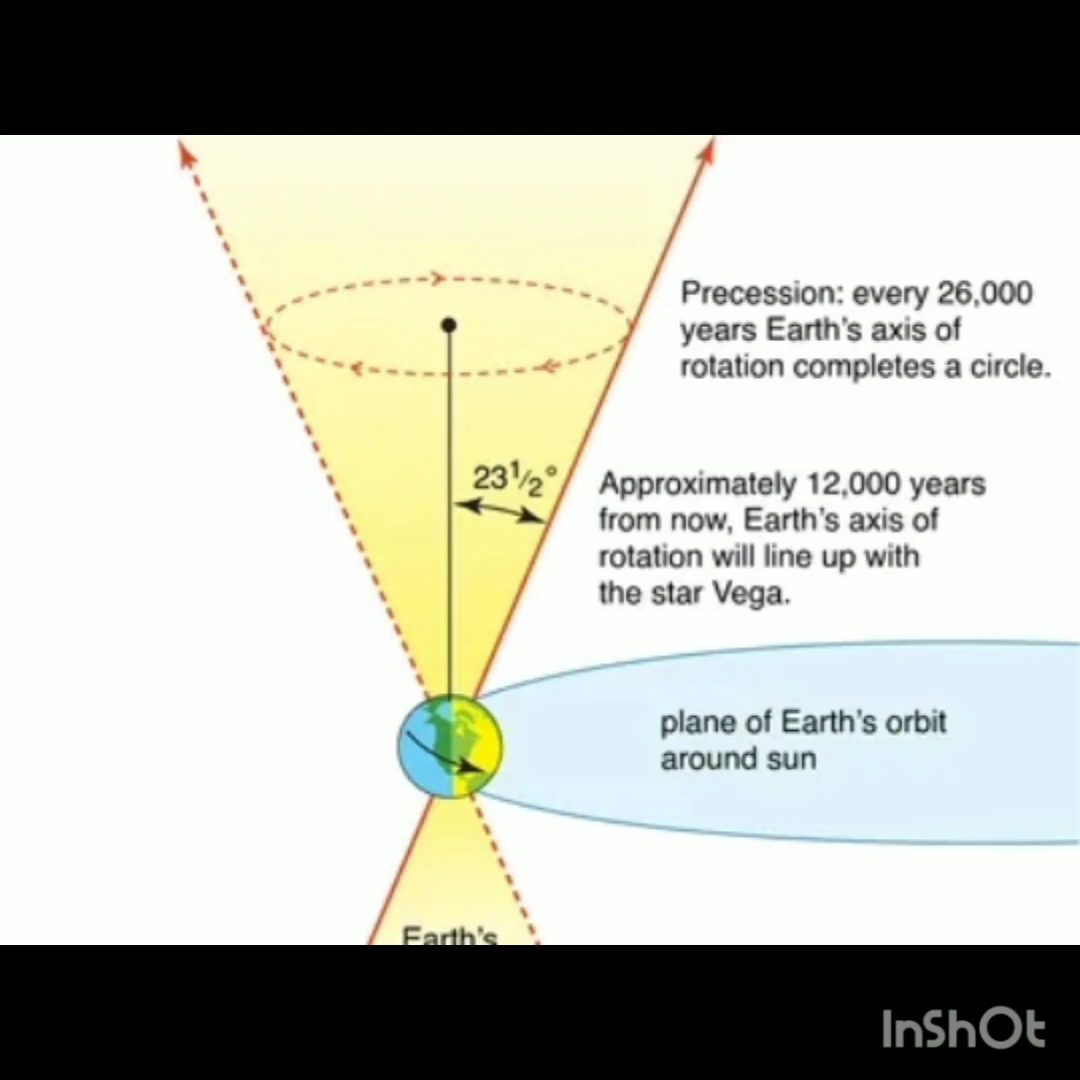 Precession: every 26,000
years Earth's axis of
rotation completes a circle.
23½°
Approximately 12,000 years
from now, Earth's axis of
rotation will line up with
the star Vega.
plane of Earth's orbit
around sun
Earth's
InShOt